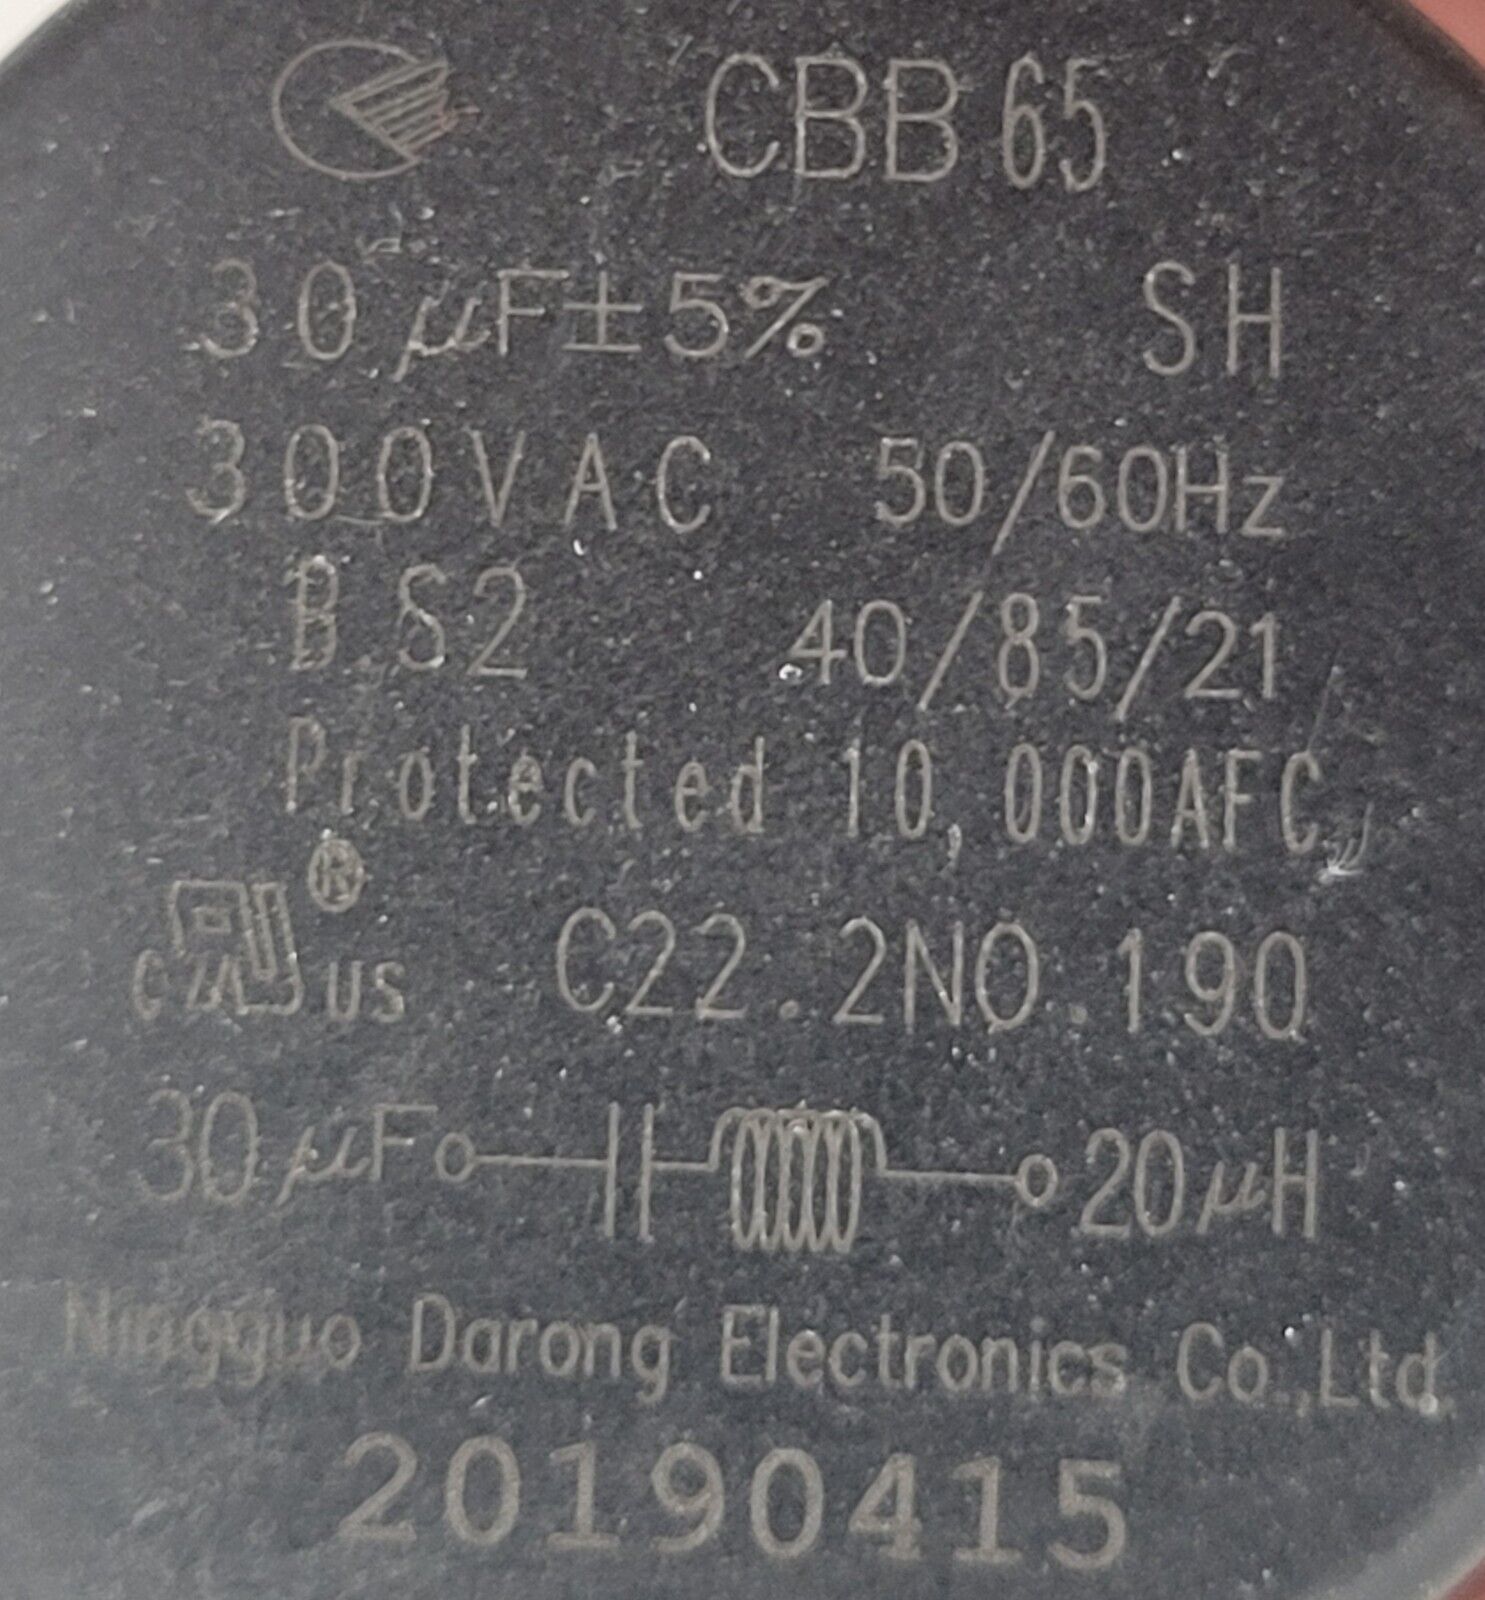 CBB 65
30 μF±5% SH
300VAC 50/60Hz
B S2 40/85/21
Protected 10,000AFC
®
c US C22.2NO.190
30μF 20μH
Ningguo Darong Electronics Co.,Ltd.
20190415